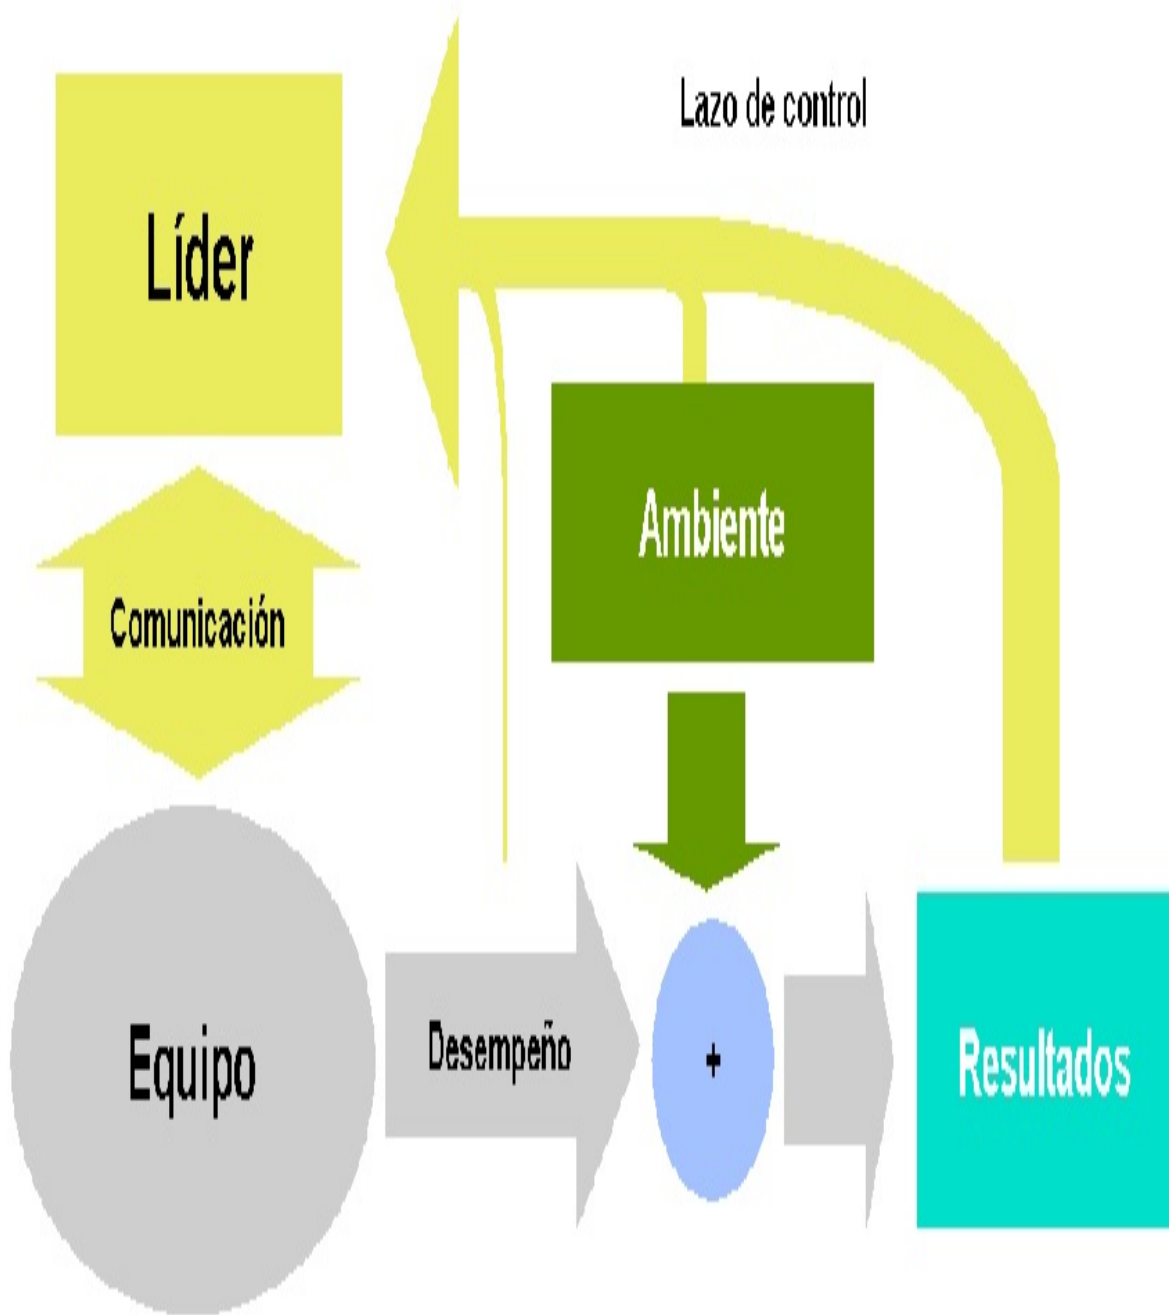 Lazo de control
Líder
Ambiente
Comunicación
Equipo
Desempeño
+
Resultados